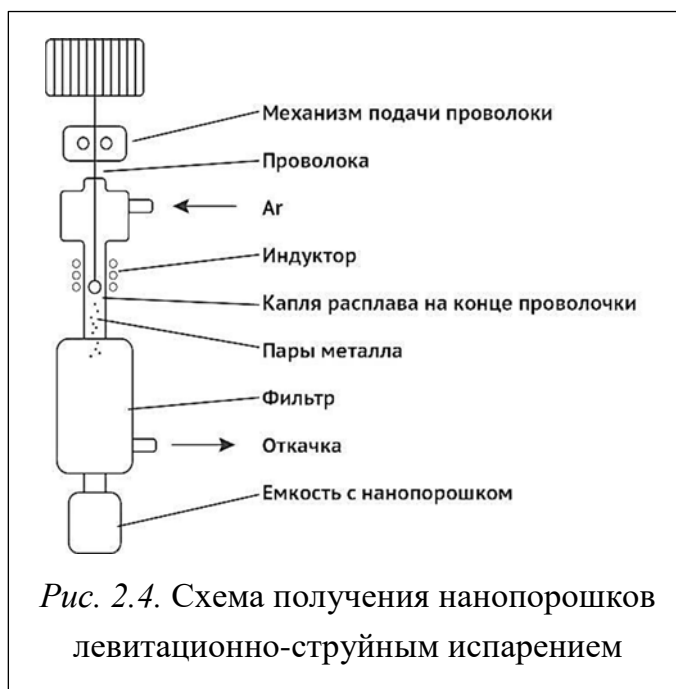 Механизм подачи проволоки
Проволока
Ar
Индуктор
Капля расплава на конце проволочки
Пары металла
Фильтр
Откачка
Емкость с нанопорошком
Рис. 2.4. Схема получения нанопорошков
левитационно-струйным испарением